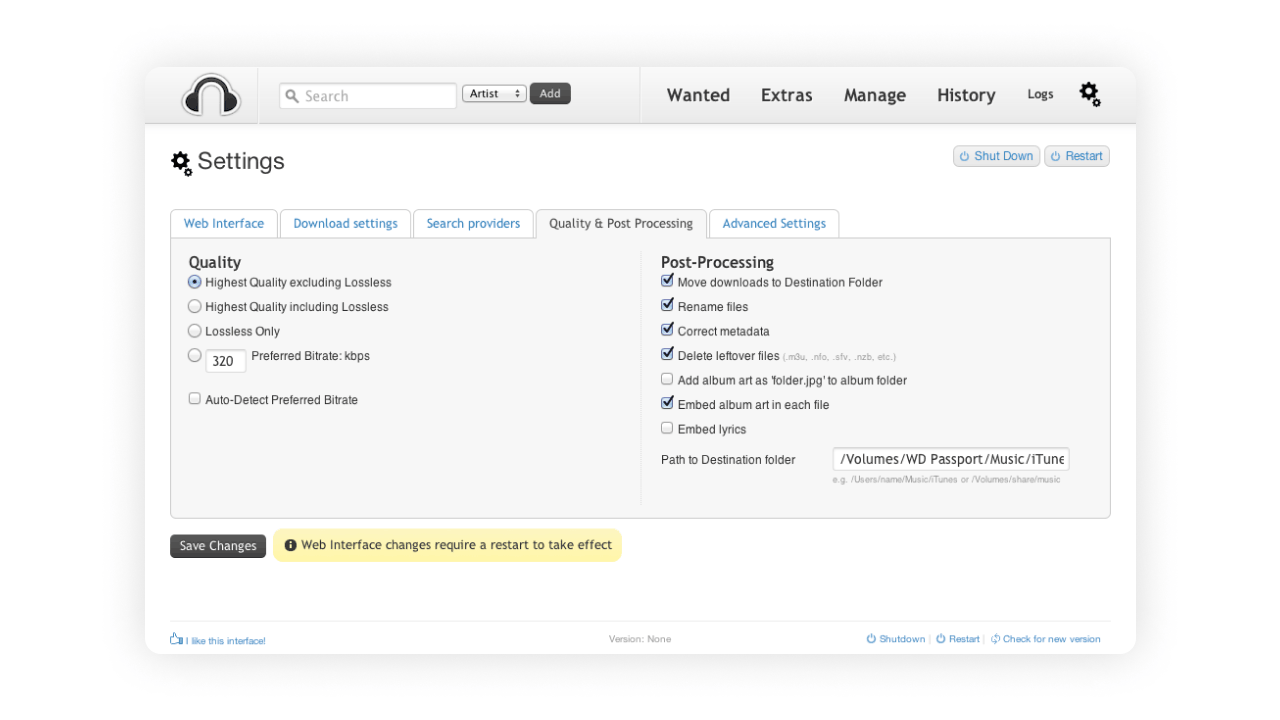 Search
Artist
Add
Wanted
Extras
Manage
History
Logs
Settings
Shut Down
Restart
Web Interface
Download settings
Search providers
Quality & Post Processing
Advanced Settings
Quality
Highest Quality excluding Lossless
Highest Quality including Lossless
Lossless Only
320 Preferred Bitrate: kbps
Auto-Detect Preferred Bitrate
Post-Processing
Move downloads to Destination Folder
Rename files
Correct metadata
Delete leftover files (.m3u, .nfo, .sfv, .nzb, etc.)
Add album art as 'folder.jpg' to album folder
Embed album art in each file
Embed lyrics
Path to Destination folder /Volumes/WD Passport/Music/iTune
e.g. /Users/name/Music/iTunes or /Volumes/share/music
Save Changes
Web Interface changes require a restart to take effect
I like this interface!
Version: None
Shutdown | Restart | Check for new version